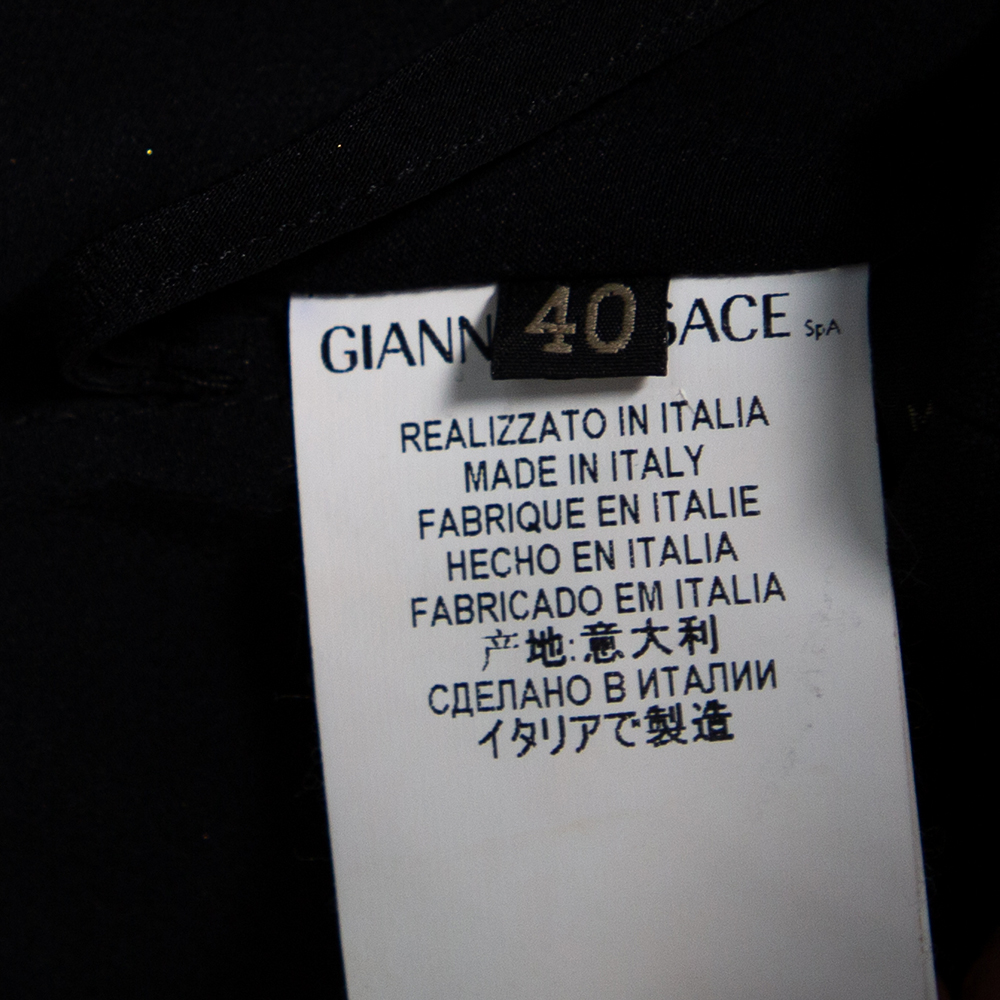 40
GIANN SACE SpA
REALIZZATO IN ITALIA
MADE IN ITALY
FABRIQUE EN ITALIE
HECHO EN ITALIA
FABRICADO EM ITALIA
产地:意大利
СДЕЛАНО В ИТАЛИИ
イタリアで製造